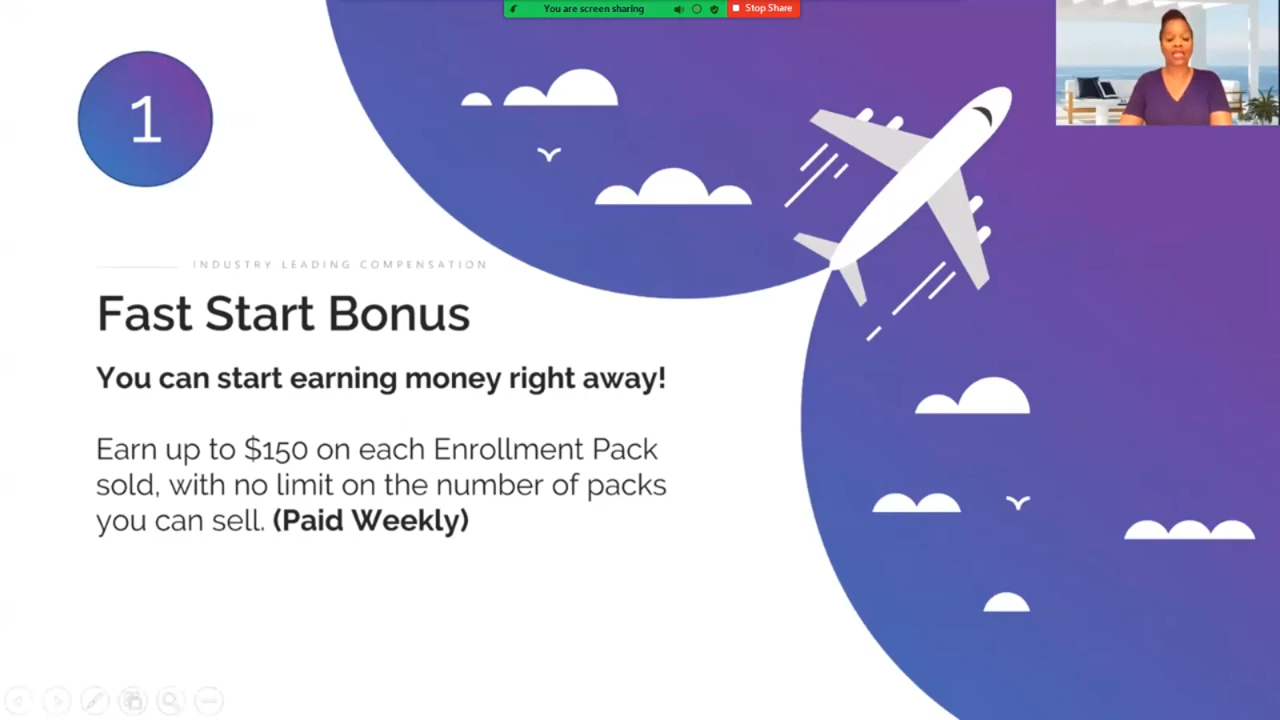 You are screen sharing
Stop Share
1
INDUSTRY LEADING COMPENSATION
Fast Start Bonus
You can start earning money right away!
Earn up to $150 on each Enrollment Pack
sold, with no limit on the number of packs
you can sell. (Paid Weekly)